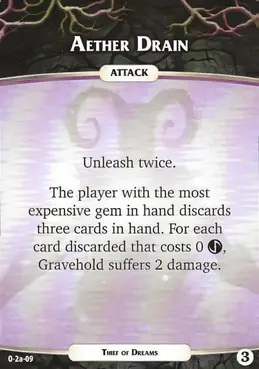 Aether Drain
ATTACK
Unleash twice.
The player with the most
expensive gem in hand discards
three cards in hand. For each
card discarded that costs 0 ,
Gravehold suffers 2 damage.
Thief of Dreams
0-2a-09
3